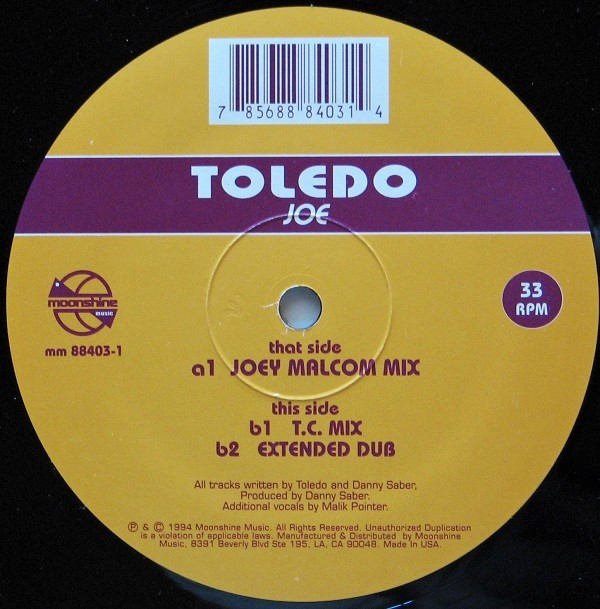 7 85688 84031 4
TOLEDO
JOE
moonshine
music
mm 88403-1
33
RPM
that side
a1 JOEY MALCOM MIX
this side
b1 T.C. MIX
b2 EXTENDED DUB
All tracks written by Toledo and Danny Saber,
Produced by Danny Saber.
Additional vocals by Malik Pointer.
℗ & © 1994 Moonshine Music. All Rights Reserved. Unauthorized Duplication
is a violation of applicable laws. Manufactured & Distributed by Moonshine
Music, 8391 Beverly Blvd Ste 195, LA, CA 90048. Made In USA.